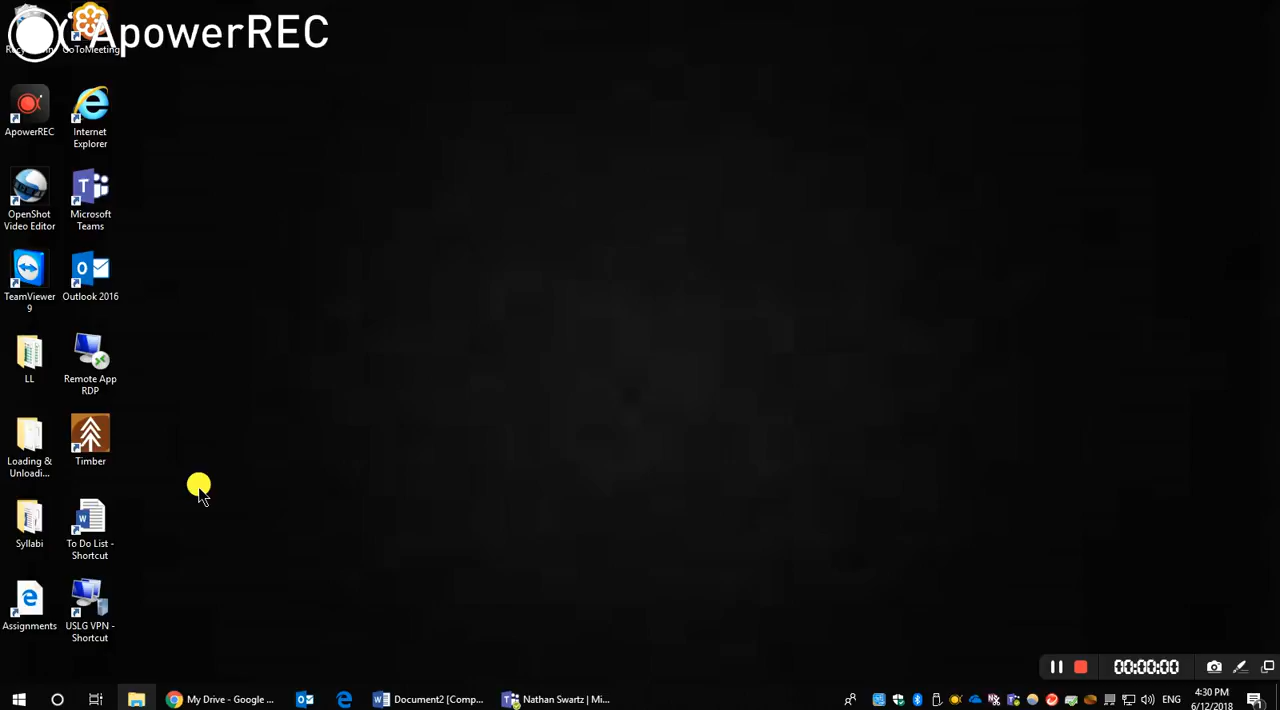 ApowerREC
GoToMeeting
ApowerREC
Internet
Explorer
OpenShot
Video Editor
Microsoft
Teams
TeamViewer
9
Outlook 2016
LL
Remote App
RDP
Loading &
Unloadi...
Timber
Syllabi
To Do List -
Shortcut
Assignments
USLG VPN -
Shortcut
00:00:00
My Drive - Google ...
Document2 [Comp...
Nathan Swartz | Mi...
ENG
4:30 PM
6/12/2018